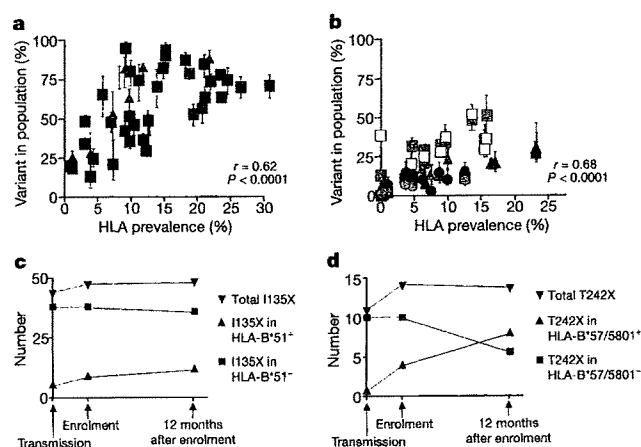 a
Variant in population (%)
100
75
50
25
0
r = 0.62
P < 0.0001
0 5 10 15 20 25 30
HLA prevalence (%)
b
Variant in population (%)
100
75
50
25
0
r = 0.68
P < 0.0001
0 5 10 15 20 25
HLA prevalence (%)
c
Number
50
25
0
Total I135X
I135X in
HLA-B*51+
I135X in
HLA-B*51−
Transmission
Enrolment
12 months
after enrolment
d
Number
15
10
5
0
Total T242X
T242X in
HLA-B*57/5801+
T242X in
HLA-B*57/5801−
Transmission
Enrolment
12 months
after enrolment